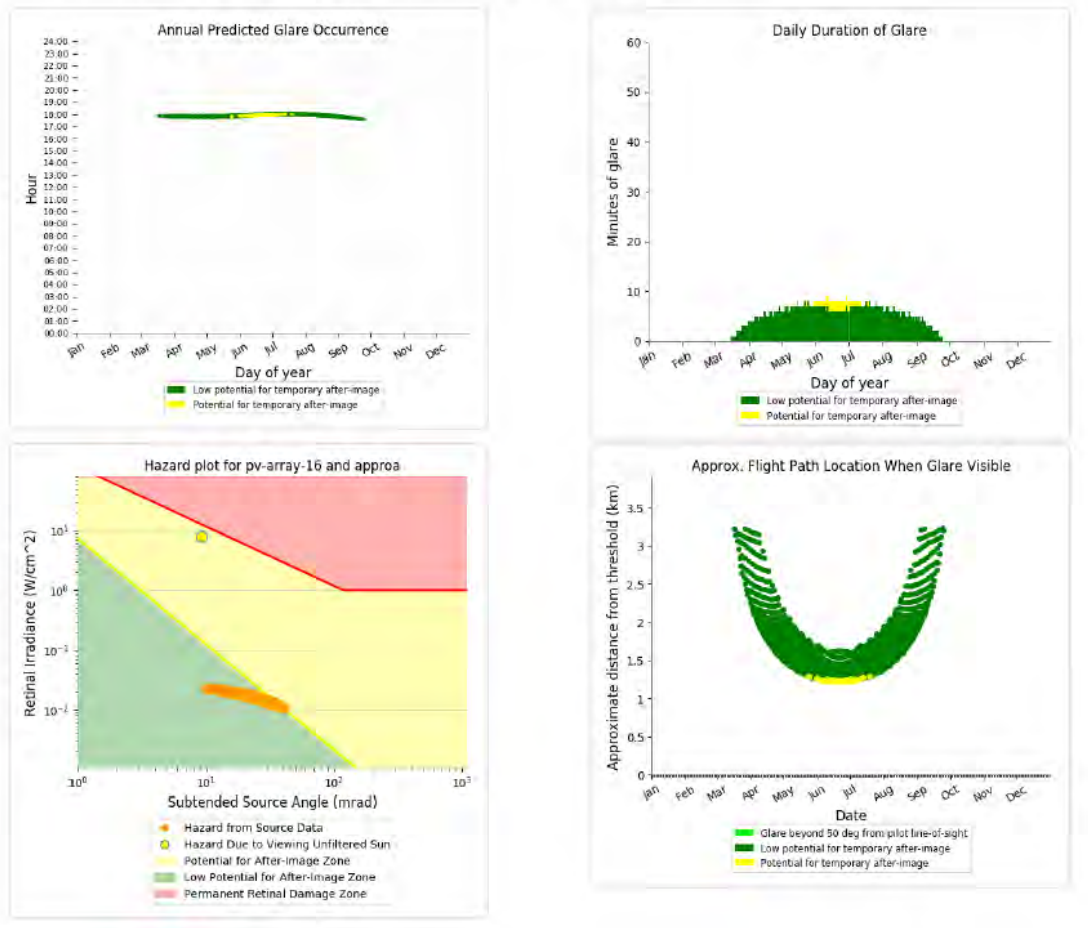 Annual Predicted Glare Occurrence
24:00
23:00
22:00
21:00
20:00
19:00
18:00
17:00
16:00
15:00
14:00
13:00
12:00
11:00
10:00
09:00
08:00
07:00
06:00
05:00
04:00
03:00
02:00
01:00
00:00
Hour
Jan Feb Mar Apr May Jun Jul Aug Sep Oct Nov Dec
Day of year
Low potential for temporary after-image
Potential for temporary after-image
Daily Duration of Glare
60
50
40
30
20
10
0
Minutes of glare
Jan Feb Mar Apr May Jun Jul Aug Sep Oct Nov Dec
Day of year
Low potential for temporary after-image
Potential for temporary after-image
Hazard plot for pv-array-16 and approa
10^1
10^0
10^-1
10^-2
Retinal Irradiance (W/cm^2)
10^0 10^1 10^2 10^3
Subtended Source Angle (mrad)
Hazard from Source Data
Hazard Due to Viewing Unfiltered Sun
Potential for After-Image Zone
Low Potential for After-Image Zone
Permanent Retinal Damage Zone
Approx. Flight Path Location When Glare Visible
3.5
3
2.5
2
1.5
1
0.5
0
Approximate distance from threshold (km)
Jan Feb Mar Apr May Jun Jul Aug Sep Oct Nov Dec
Date
Glare beyond 50 deg from pilot line-of-sight
Low potential for temporary after-image
Potential for temporary after-image